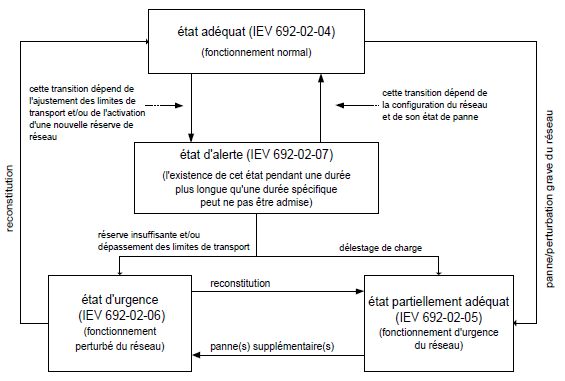 état adéquat (IEV 692-02-04)
(fonctionnement normal)
cette transition dépend de
l'ajustement des limites de
transport et/ou de l'activation
d'une nouvelle réserve de
réseau
cette transition dépend de
la configuration du réseau
et de son état de panne
reconstitution
panne/perturbation grave du réseau
état d'alerte (IEV 692-02-07)
(l'existence de cet état pendant une durée
plus longue qu'une durée spécifique
peut ne pas être admise)
réserve insuffisante et/ou
dépassement des limites de transport
délestage de charge
état d'urgence
(IEV 692-02-06)
(fonctionnement
perturbé du réseau)
reconstitution
panne(s) supplémentaire(s)
état partiellement adéquat
(IEV 692-02-05)
(fonctionnement d'urgence
du réseau)